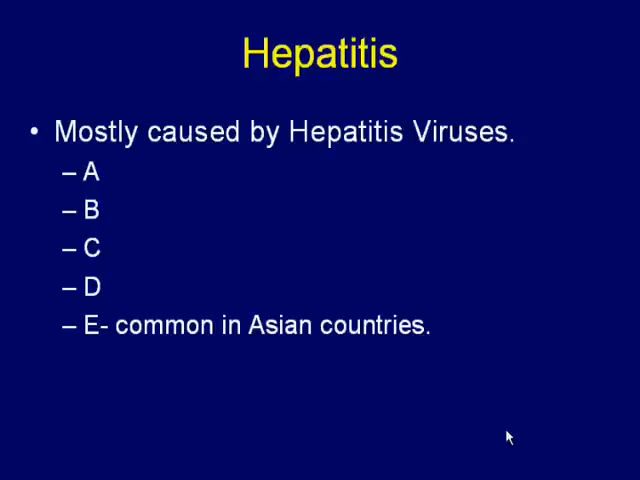 Hepatitis
• Mostly caused by Hepatitis Viruses.
– A
– B
– C
– D
– E- common in Asian countries.